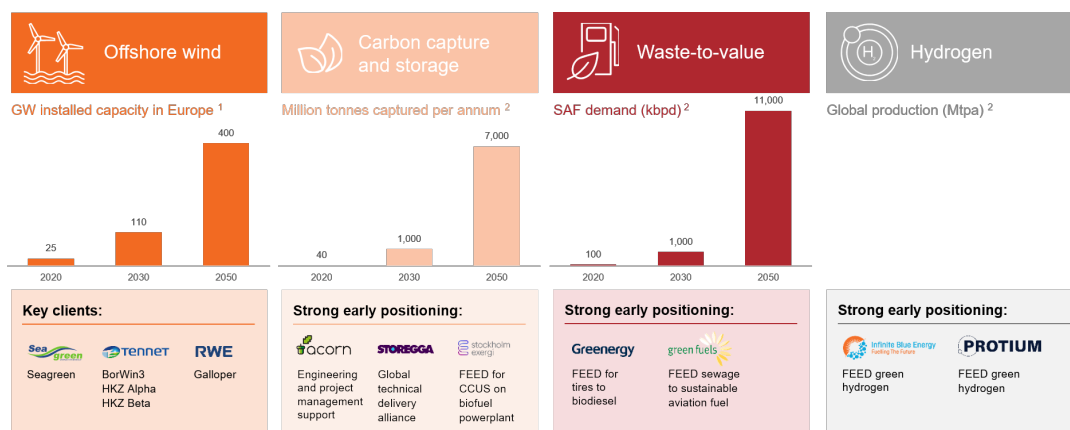 Offshore wind
GW installed capacity in Europe 1
400
110
25
2020
2030
2050
Key clients:
Seagreen
TENNET
RWE
Seagreen
BorWin3
HKZ Alpha
HKZ Beta
Galloper
Carbon capture
and storage
Million tonnes captured per annum 2
7,000
1,000
40
2020
2030
2050
Strong early positioning:
acorn
STOREGGA
stockholm
exergi
Engineering
and project
management
support
Global
technical
delivery
alliance
FEED for
CCUS on
biofuel
powerplant
Waste-to-value
SAF demand (kbpd) 2
11,000
1,000
100
2020
2030
2050
Strong early positioning:
Greenergy
green fuels
FEED for
tires to
biodiesel
FEED sewage
to sustainable
aviation fuel
H
Hydrogen
Global production (Mtpa) 2
Strong early positioning:
Infinite Blue Energy
Fuelling The Future
PROTIUM
FEED green
hydrogen
FEED green
hydrogen